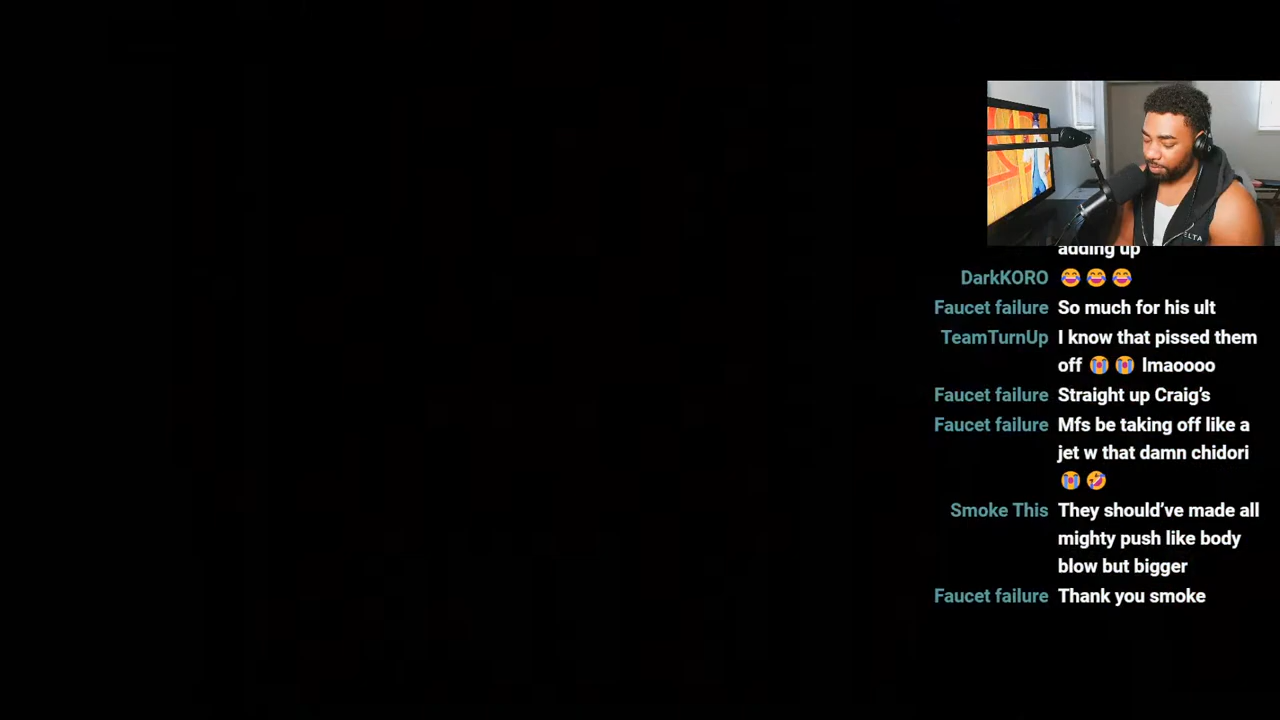 adding up
DarkKORO 😂 😂 😂
Faucet failure So much for his ult
TeamTurnUp I know that pissed them
off 😭 😭 lmaoooo
Faucet failure Straight up Craig’s
Faucet failure Mfs be taking off like a
jet w that damn chidori
😭 🤣
Smoke This They should’ve made all
mighty push like body
blow but bigger
Faucet failure Thank you smoke